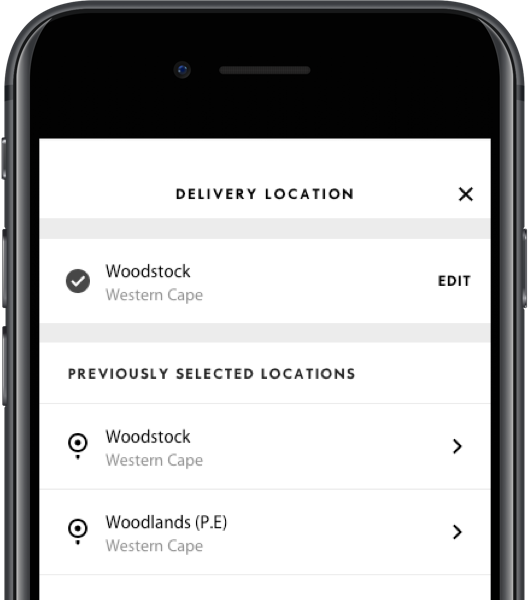 DELIVERY LOCATION
Woodstock
Western Cape
EDIT
PREVIOUSLY SELECTED LOCATIONS
Woodstock
Western Cape
Woodlands (P.E)
Western Cape